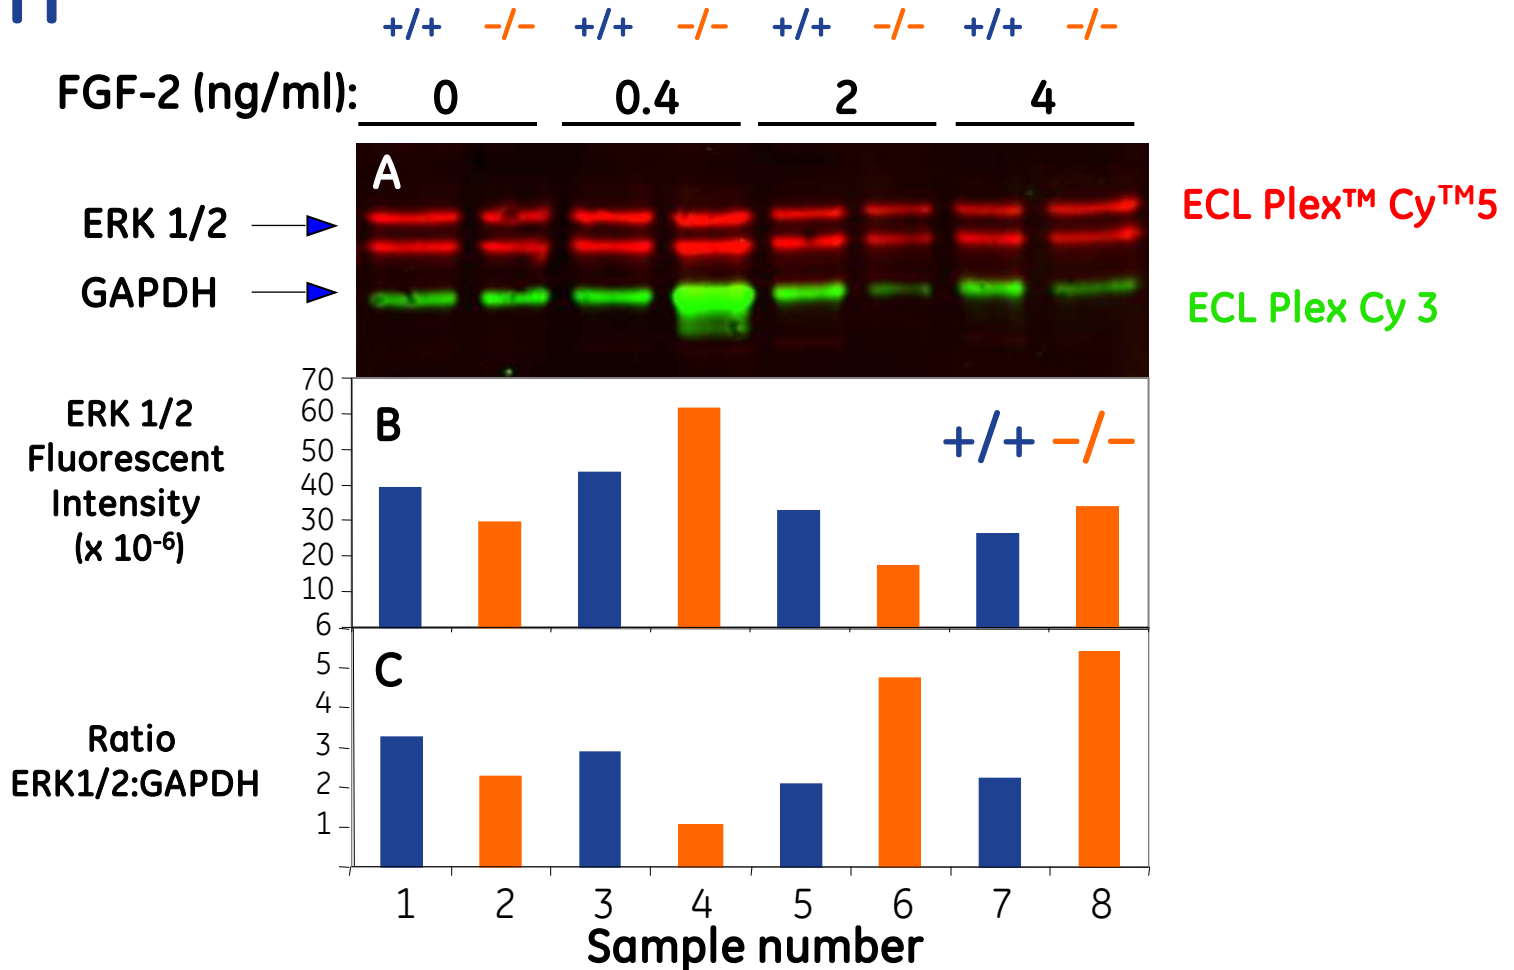 +/+ −/− +/+ −/− +/+ −/− +/+ −/−
FGF-2 (ng/ml): 0 0.4 2 4
A
ERK 1/2
GAPDH
ECL Plex™ Cy™5
ECL Plex Cy 3
ERK 1/2
Fluorescent
Intensity
(x 10⁻⁶)
70
60
50
40
30
20
10
6
B
+/+ −/−
Ratio
ERK1/2:GAPDH
5
4
3
2
1
C
1 2 3 4 5 6 7 8
Sample number